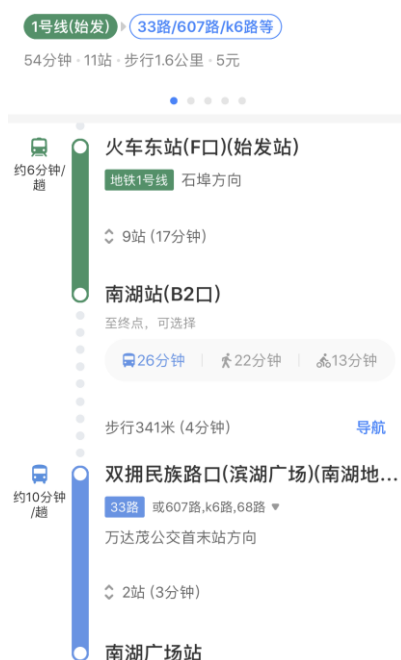 1号线(始发) 33路/607路/k6路等
54分钟·11站·步行1.6公里·5元
火车东站(F口)(始发站)
约6分钟/趟
地铁1号线 石埠方向
9站 (17分钟)
南湖站(B2口)
至终点，可选择
26分钟 22分钟 13分钟
步行341米 (4分钟) 导航
双拥民族路口(滨湖广场)(南湖地...
约10分钟/趟
33路 或607路,k6路,68路
万达茂公交首末站方向
2站 (3分钟)
南湖广场站